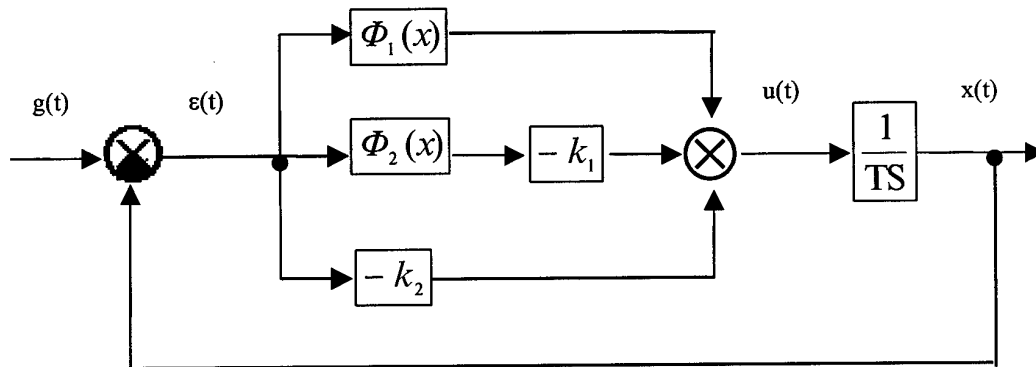 Φ₁(x)
g(t)
ε(t)
u(t)
x(t)
Φ₂(x)
− k₁
1
TS
− k₂